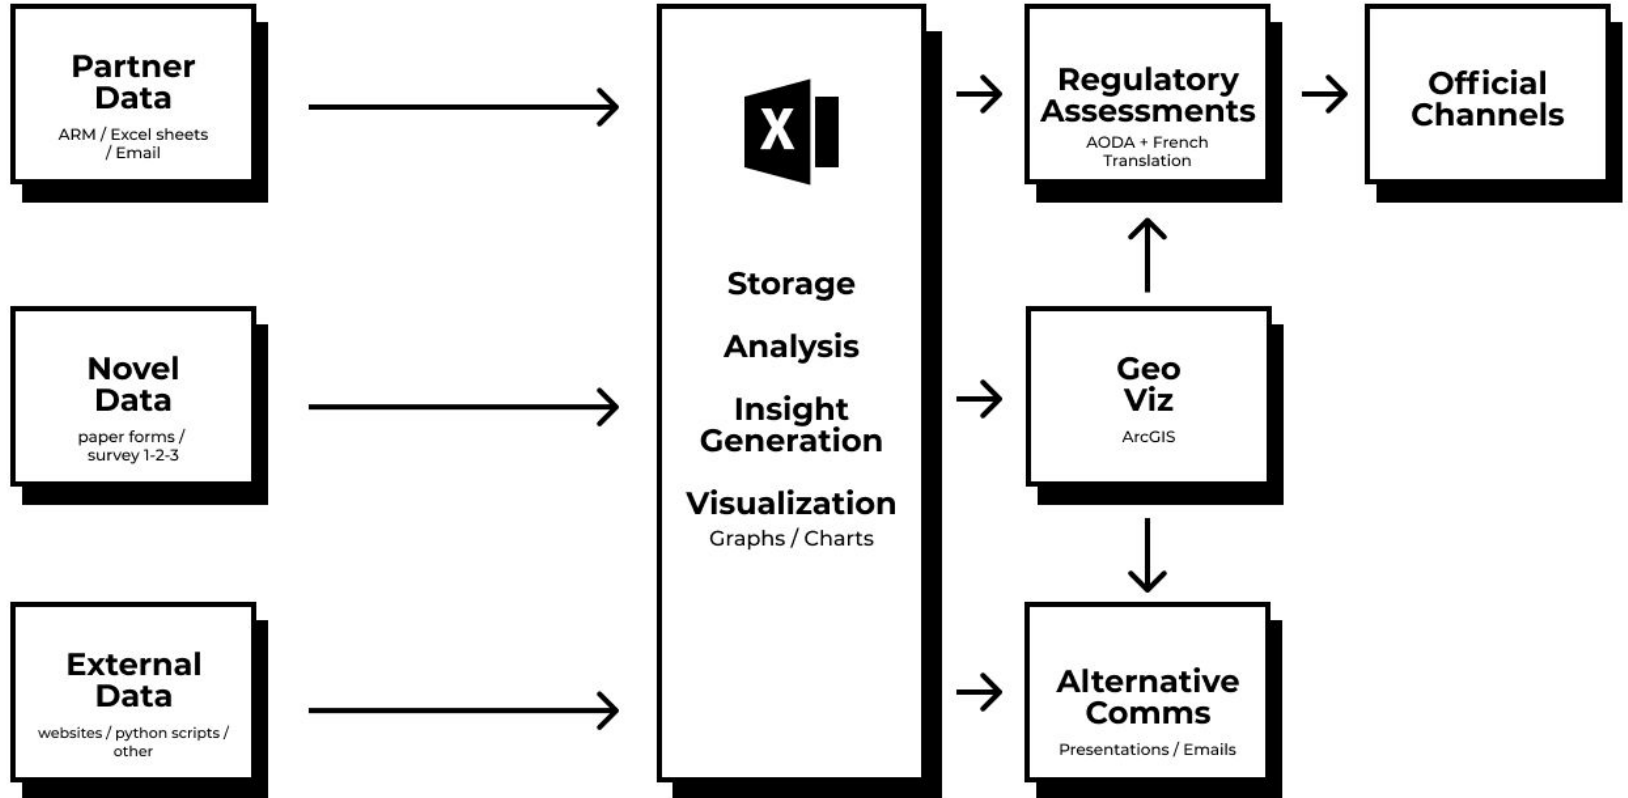 Partner
Data
ARM / Excel sheets
/ Email
Novel
Data
paper forms /
survey 1-2-3
External
Data
websites / python scripts /
other
X
Storage
Analysis
Insight
Generation
Visualization
Graphs / Charts
Regulatory
Assessments
AODA + French
Translation
Geo
Viz
ArcGIS
Alternative
Comms
Presentations / Emails
Official
Channels